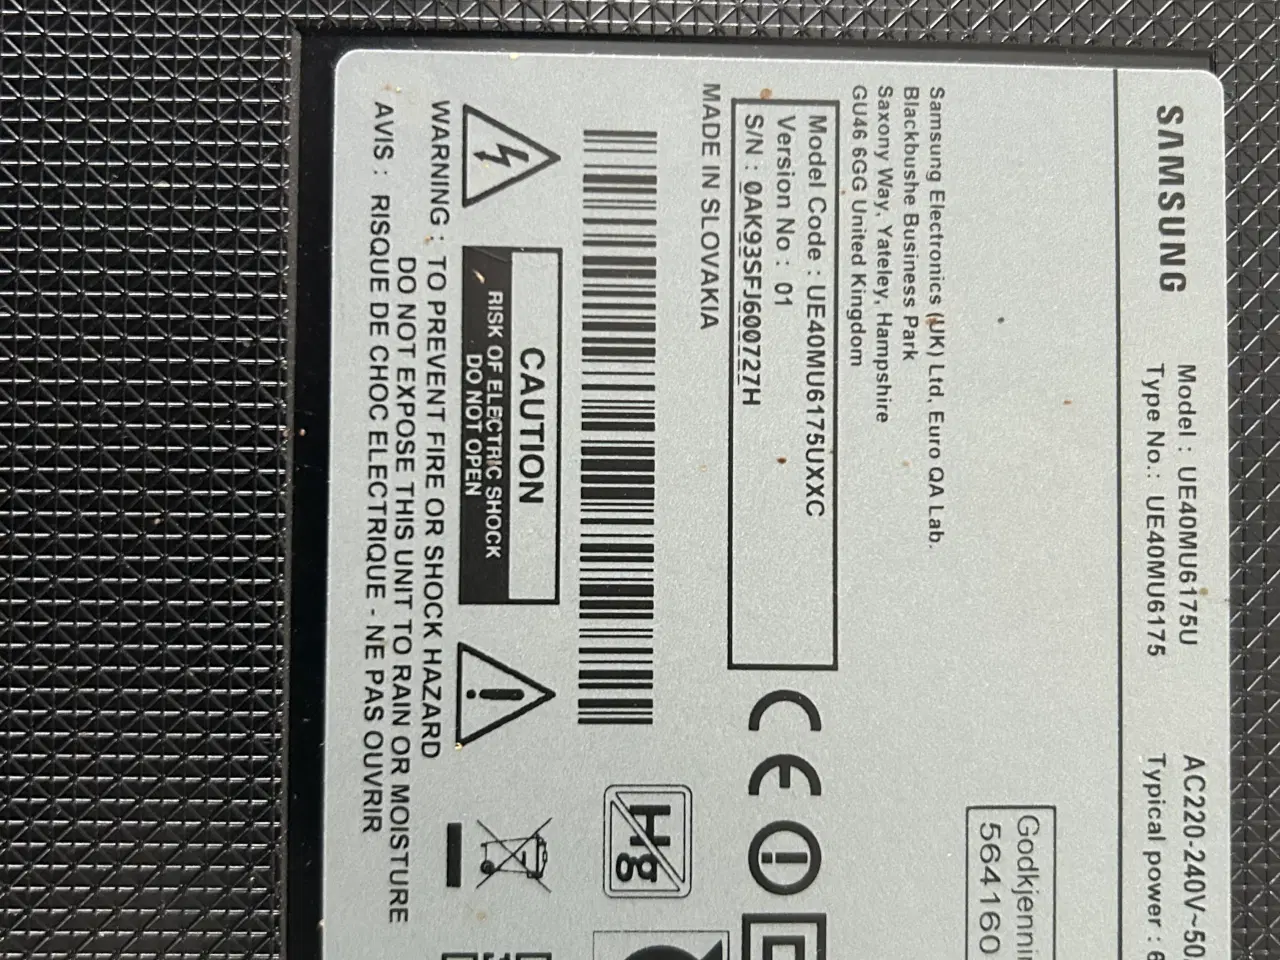 SAMSUNG
Model : UE40MU6175U
Type No.: UE40MU6175
AC220-240V~50
Typical power : 6
Samsung Electronics (UK) Ltd, Euro QA Lab.
Blackbushe Business Park
Saxony Way, Yateley, Hampshire
GU46 6GG United Kingdom
Godkjenni
564160
Model Code : UE40MU6175UXXC
Version No : 01
S/N : 0AK93SFJ600727H
MADE IN SLOVAKIA
CE
Hg
CAUTION
RISK OF ELECTRIC SHOCK
DO NOT OPEN
WARNING : TO PREVENT FIRE OR SHOCK HAZARD
DO NOT EXPOSE THIS UNIT TO RAIN OR MOISTURE
AVIS : RISQUE DE CHOC ELECTRIQUE - NE PAS OUVRIR